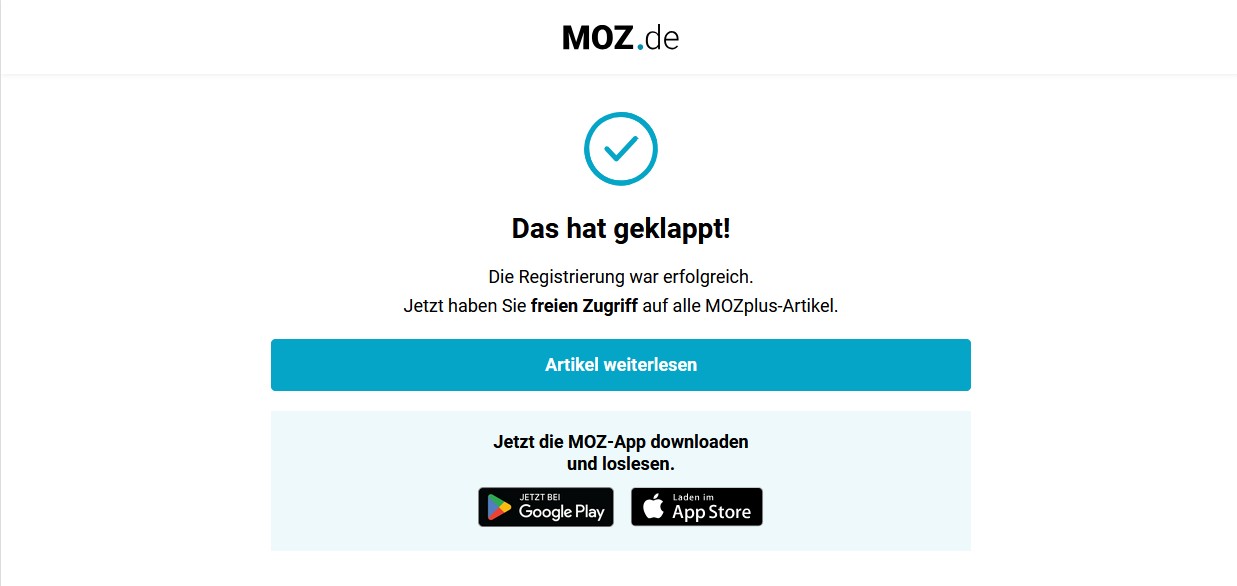 MOZ.de
Das hat geklappt!
Die Registrierung war erfolgreich.
Jetzt haben Sie freien Zugriff auf alle MOZplus-Artikel.
Artikel weiterlesen
Jetzt die MOZ-App downloaden
und loslesen.
JETZT BEI
Google Play
Laden im
App Store